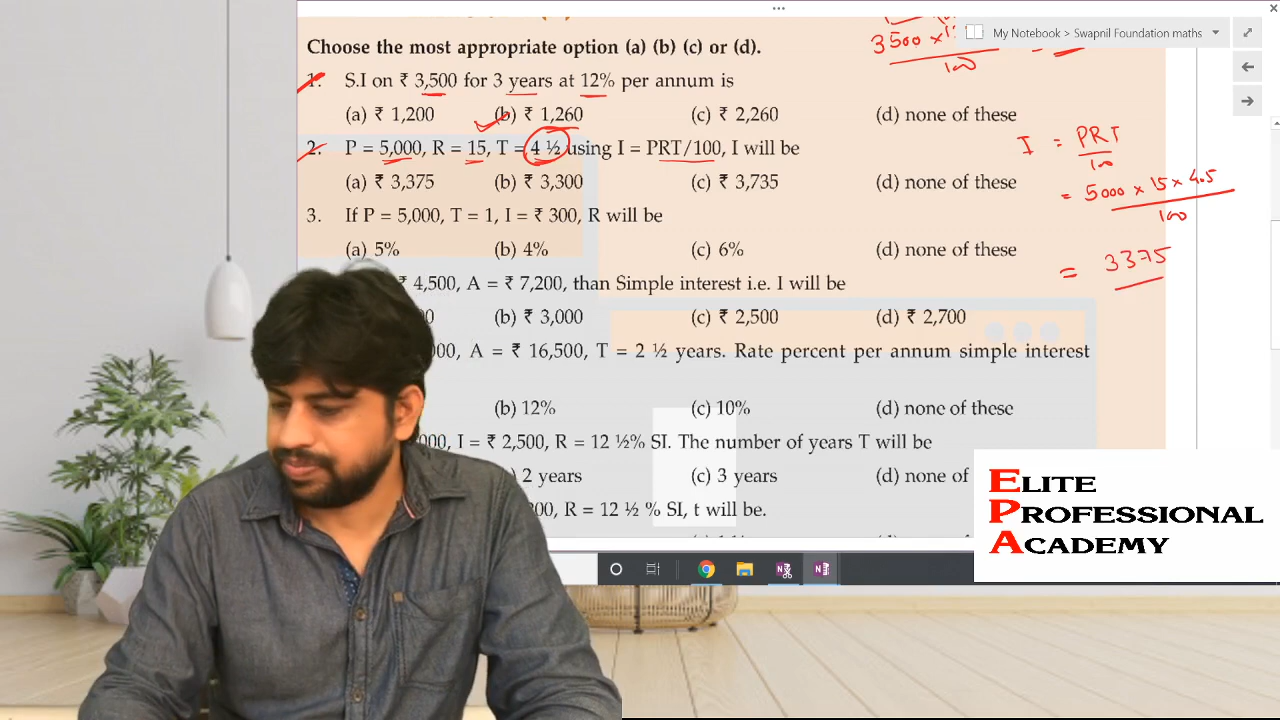 My Notebook > Swapnil Foundation maths
Choose the most appropriate option (a) (b) (c) or (d).
3500 ×
100
1. S.I on ₹ 3,500 for 3 years at 12% per annum is
(a) ₹ 1,200 (b) ₹ 1,260 (c) ₹ 2,260 (d) none of these
2. P = 5,000, R = 15, T = 4 ½ using I = PRT/100, I will be
(a) ₹ 3,375 (b) ₹ 3,300 (c) ₹ 3,735 (d) none of these
3. If P = 5,000, T = 1, I = ₹ 300, R will be
(a) 5% (b) 4% (c) 6% (d) none of these
₹ 4,500, A = ₹ 7,200, than Simple interest i.e. I will be
00 (b) ₹ 3,000 (c) ₹ 2,500 (d) ₹ 2,700
000, A = ₹ 16,500, T = 2 ½ years. Rate percent per annum simple interest
(b) 12% (c) 10% (d) none of these
000, I = ₹ 2,500, R = 12 ½% SI. The number of years T will be
2 years (c) 3 years (d) none of
R = 12 ½ % SI, t will be.
I = PRT
100
= 5000 × 15 × 4.5
100
= 3375
ELITE
PROFESSIONAL
ACADEMY